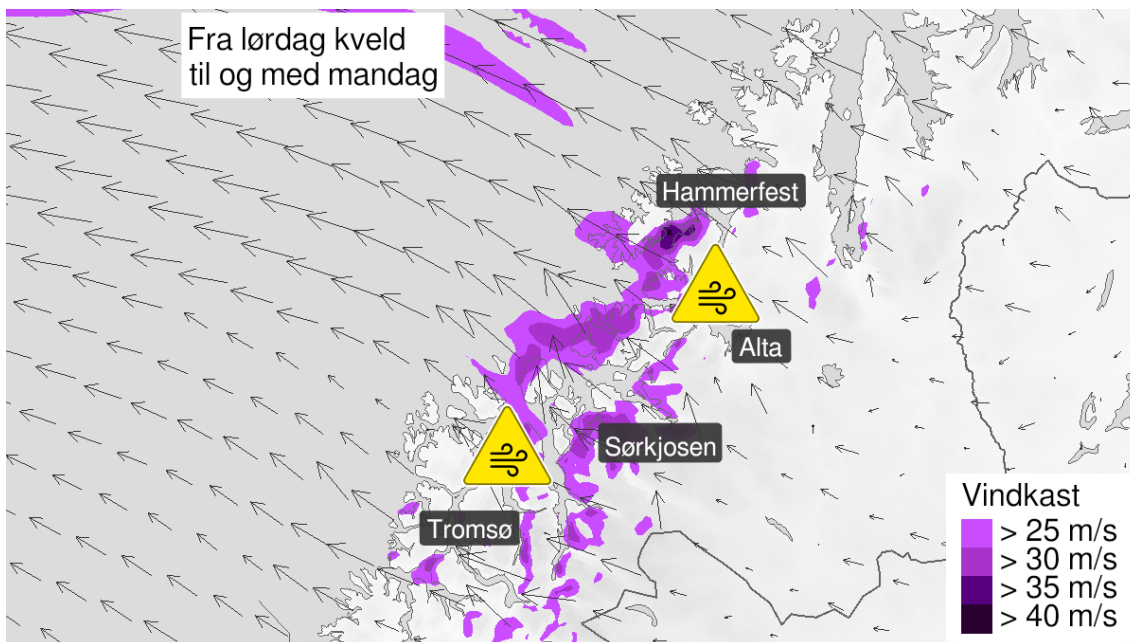 Fra lørdag kveld
til og med mandag
Hammerfest
Alta
Sørkjosen
Tromsø
Vindkast
> 25 m/s
> 30 m/s
> 35 m/s
> 40 m/s